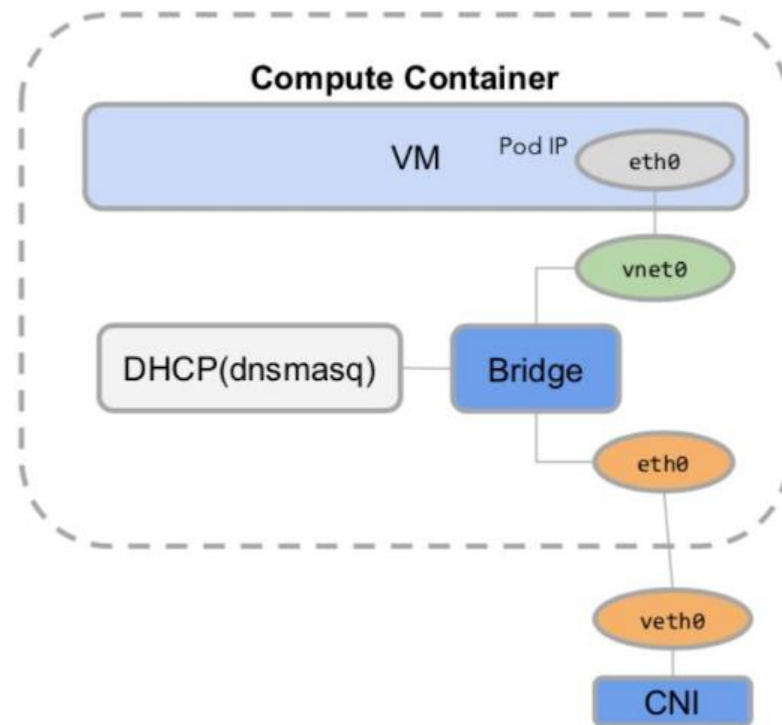 Compute Container
VM
Pod IP
eth0
vnet0
DHCP(dnsmasq)
Bridge
eth0
veth0
CNI